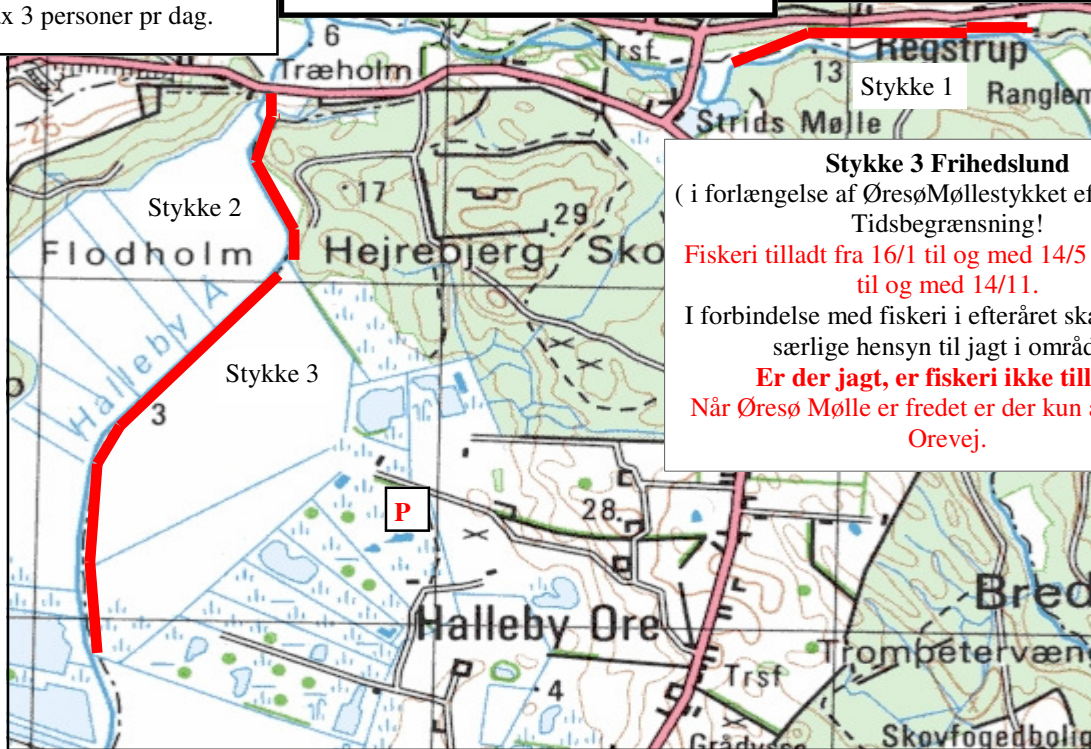 3 personer pr dag.
6
Trsf.
Træholm
Regstrup
13
Stykke 1
Ranglem
25
Strids Mølle
Stykke 3 Frihedslund
( i forlængelse af ØresøMøllestykket
Tidsbegrænsning!
Fiskeri tilladt fra 16/1 til og med 14/5
til og med 14/11.
I forbindelse med fiskeri i efteråret
særlige hensyn til jagt i områd
Er der jagt, er fiskeri ikke till
Når Øresø Mølle er fredet er der kun
Orevej.
17
Stykke 2
29
Flodholm
Hejrebjerg Sko
Halleby Å
Stykke 3
3
P
28
Halleby Ore
Bred
Trompetervæn
Trsf
4
Grådysse
Skovfogedbolig